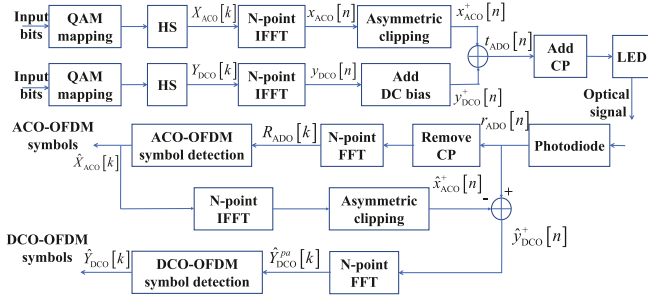 Input bits
QAM mapping
HS
X_ACO[k]
N-point IFFT
x_ACO[n]
Asymmetric clipping
x⁺_ACO[n]
t_ADO[n]
Add CP
LED
Input bits
QAM mapping
HS
Y_DCO[k]
N-point IFFT
y_DCO[n]
Add DC bias
y⁺_DCO[n]
Optical signal
ACO-OFDM symbols
X̂_ACO[k]
ACO-OFDM symbol detection
R_ADO[k]
N-point FFT
Remove CP
r_ADO[n]
Photodiode
N-point IFFT
Asymmetric clipping
x̂⁺_ACO[n]
-
+
ŷ⁺_DCO[n]
DCO-OFDM symbols
Ŷ_DCO[k]
DCO-OFDM symbol detection
Ŷ^pa_DCO[k]
N-point FFT